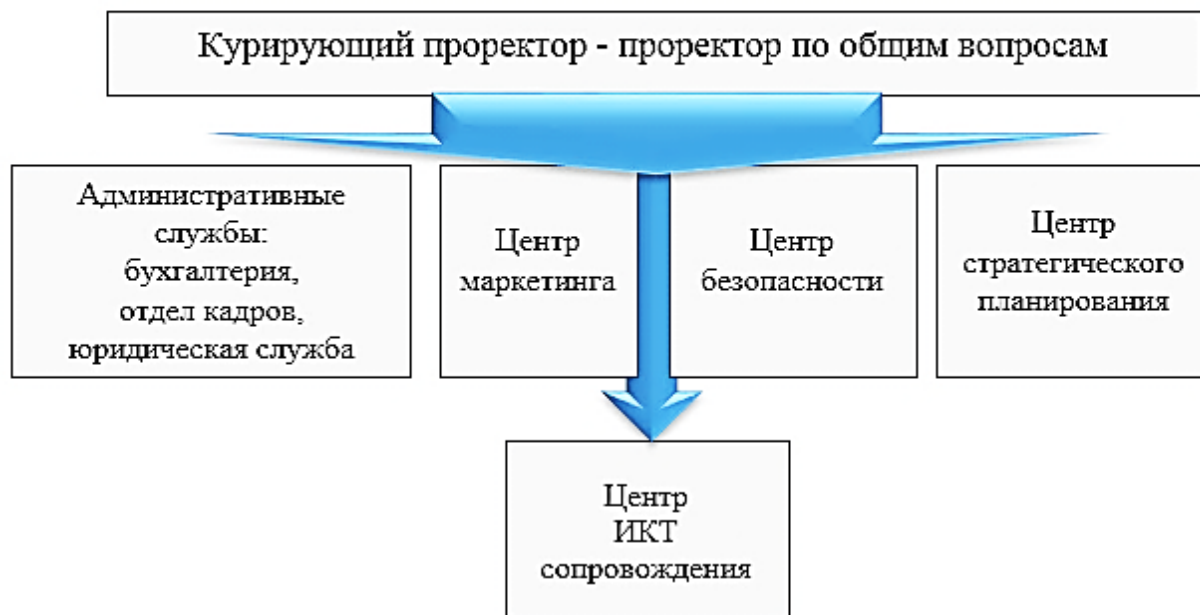 Курирующий проректор - проректор по общим вопросам
Административные
службы:
бухгалтерия,
отдел кадров,
юридическая служба
Центр
маркетинга
Центр
безопасности
Центр
стратегического
планирования
Центр
ИКТ
сопровождения